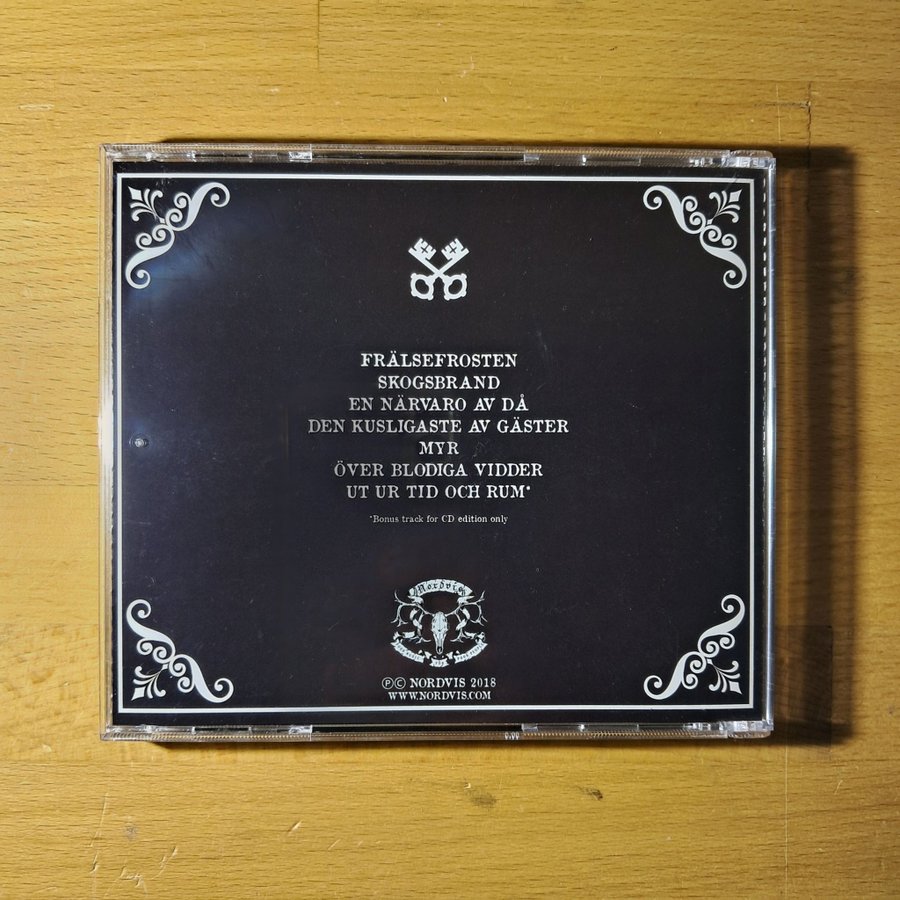 FRÄLSEFROSTEN
SKOGSBRAND
EN NÄRVARO AV DÅ
DEN KUSLIGASTE AV GÄSTER
MYR
ÖVER BLODIGA VIDDER
UT UR TID OCH RUM*
*Bonus track for CD edition only
Nordvis
℗© NORDVIS 2018
WWW.NORDVIS.COM